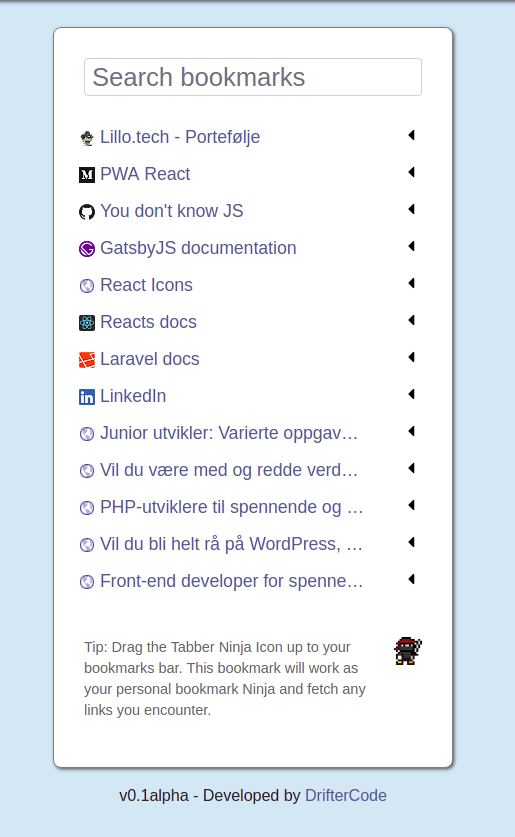 Search bookmarks
Lillo.tech - Portefølje
PWA React
You don't know JS
GatsbyJS documentation
React Icons
Reacts docs
Laravel docs
LinkedIn
Junior utvikler: Varierte oppgav…
Vil du være med og redde verd…
PHP-utviklere til spennende og …
Vil du bli helt rå på WordPress, …
Front-end developer for spenne…
Tip: Drag the Tabber Ninja Icon up to your
bookmarks bar. This bookmark will work as
your personal bookmark Ninja and fetch any
links you encounter.
v0.1alpha - Developed by DrifterCode